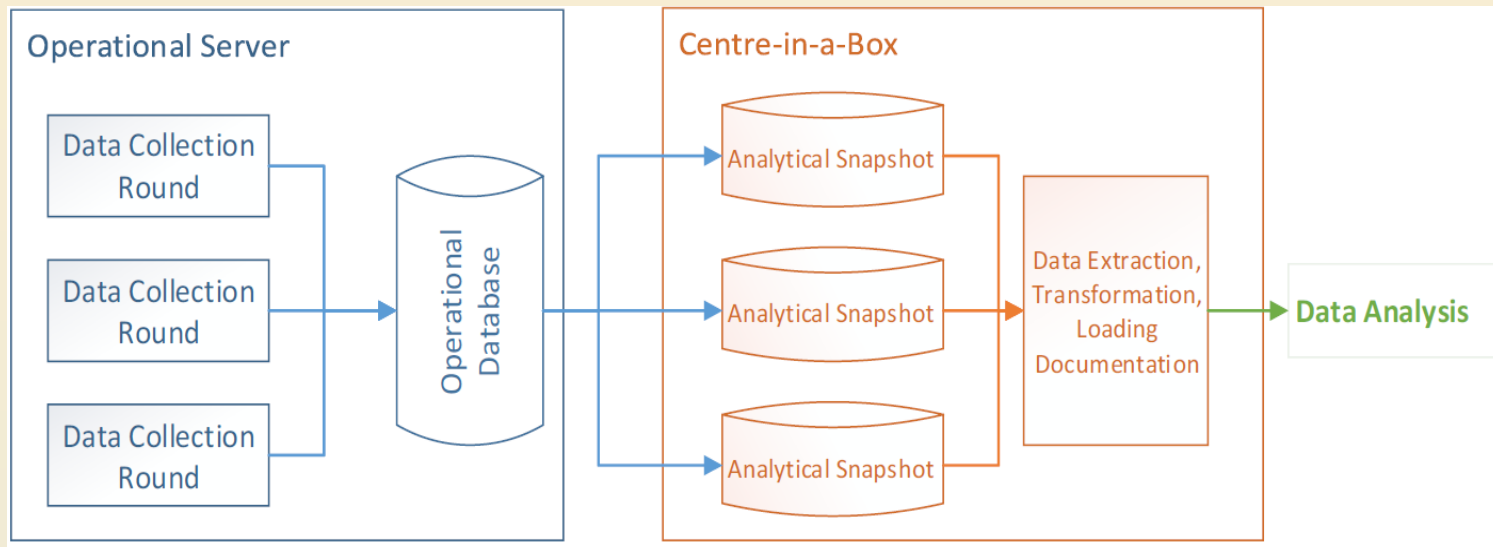 Operational Server
Data Collection
Round
Data Collection
Round
Data Collection
Round
Operational
Database
Centre-in-a-Box
Analytical Snapshot
Analytical Snapshot
Analytical Snapshot
Data Extraction,
Transformation,
Loading
Documentation
Data Analysis